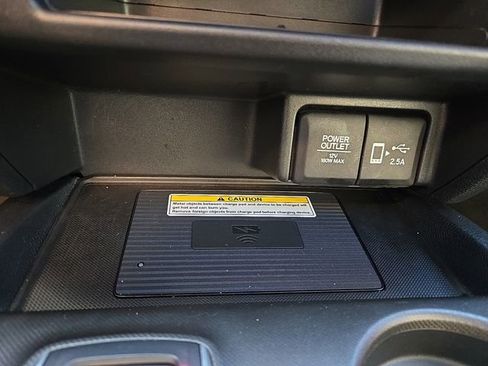 POWER
OUTLET
12V
180W MAX
2.5A
CAUTION
Metal objects between charge pad and device to be charged will
get hot and can burn you.
Remove foreign objects from charge pad before charging device.